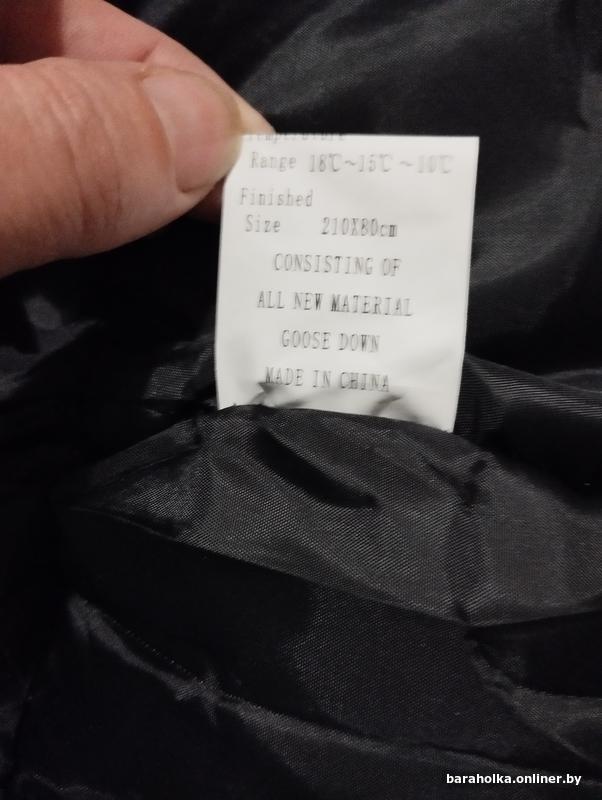 Temperature
Range 18℃~15℃~10℃
Finished
Size 210X80cm
CONSISTING OF
ALL NEW MATERIAL
GOOSE DOWN
MADE IN CHINA
baraholka.onliner.by